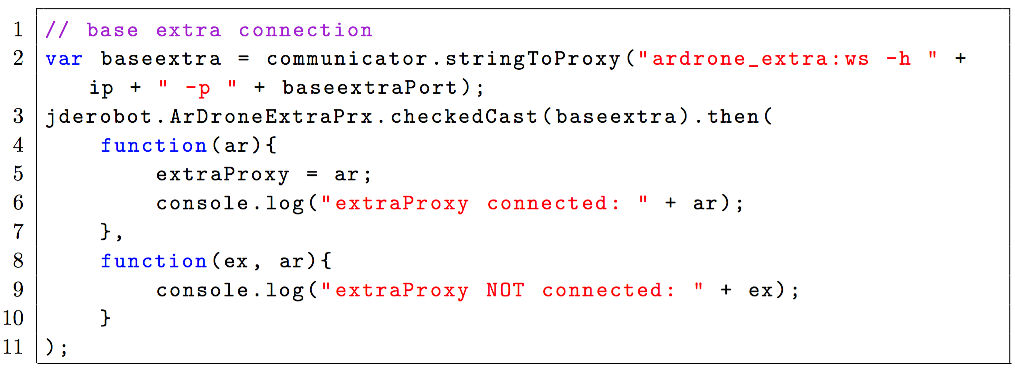 1 // base extra connection
2 var baseextra = communicator.stringToProxy("ardrone_extra:ws -h " +
ip + " -p " + baseextraPort);
3 jderobot.ArDroneExtraPrx.checkedCast(baseextra).then(
4 function(ar){
5 extraProxy = ar;
6 console.log("extraProxy connected: " + ar);
7 },
8 function(ex, ar){
9 console.log("extraProxy NOT connected: " + ex);
10 }
11 );